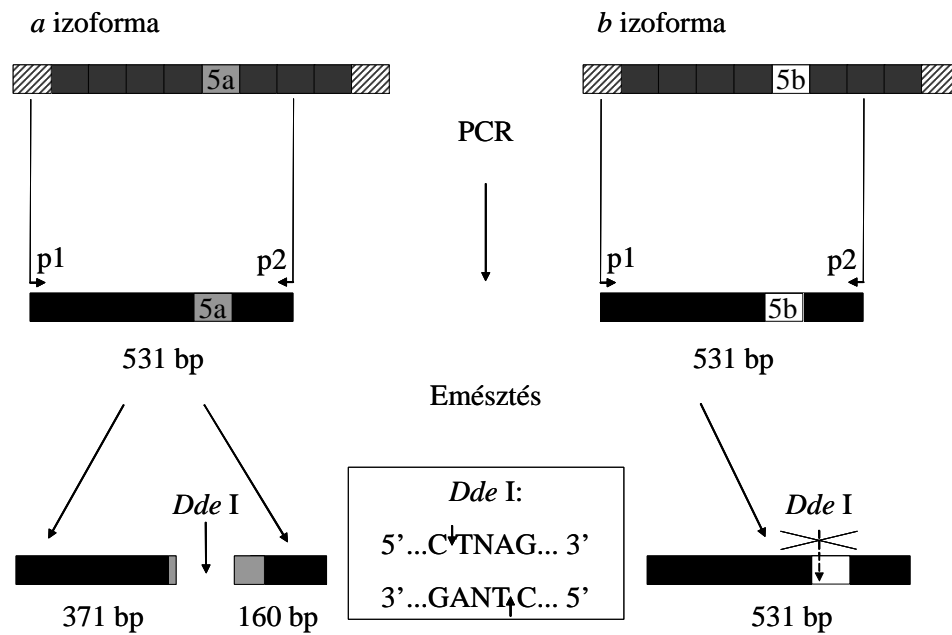 a izoforma
b izoforma
5a
5b
PCR
p1
p2
p1
p2
5a
5b
531 bp
531 bp
Emésztés
Dde I
Dde I:
Dde I
5’...CTNAG... 3’
3’...GANTC... 5’
371 bp
160 bp
531 bp